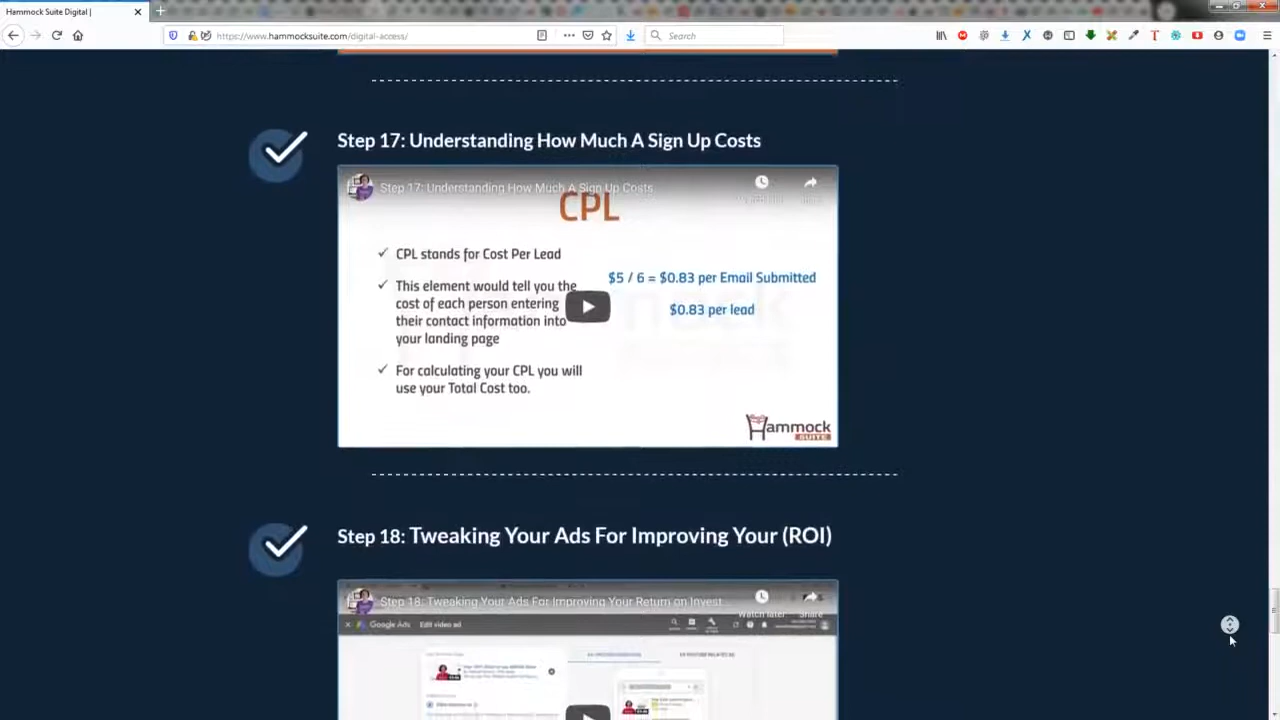 Hammock Suite Digital |
https://www.hammocksuite.com/digital-access/
Search
Step 17: Understanding How Much A Sign Up Costs
Step 17: Understanding How Much A Sign Up Costs
CPL
CPL stands for Cost Per Lead
This element would tell you the
cost of each person entering
their contact information into
your landing page
For calculating your CPL you will
use your Total Cost too.
$5 / 6 = $0.83 per Email Submitted
$0.83 per lead
Hammock
SUITE
Step 18: Tweaking Your Ads For Improving Your (ROI)
Step 18: Tweaking Your Ads For Improving Your Return on Invest...
Watch later
Share
Google Ads
Edit video ad